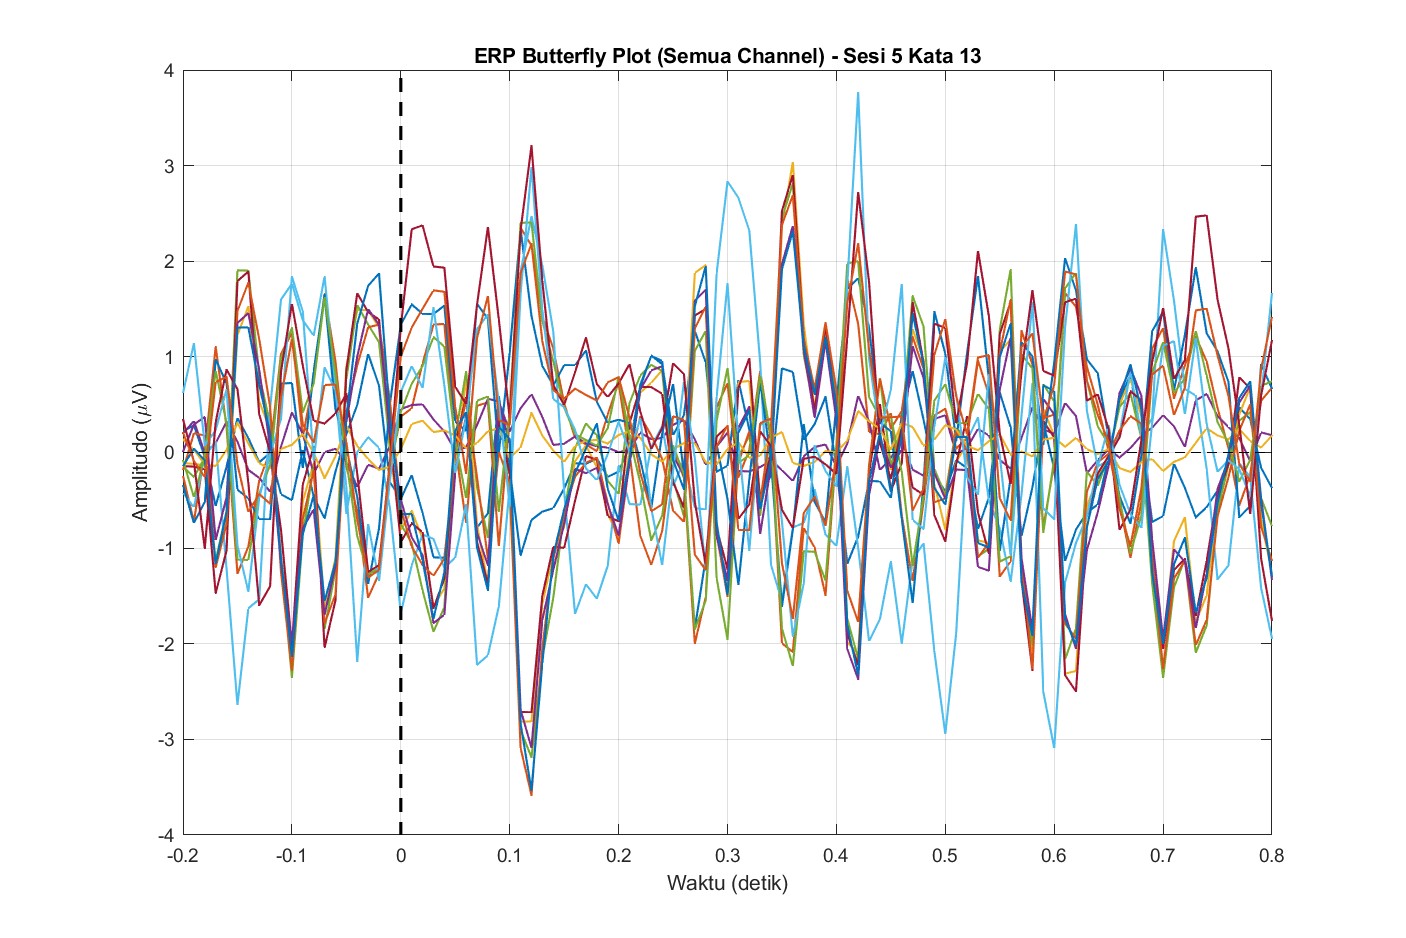 ERP Butterfly Plot (Semua Channel) - Sesi 5 Kata 13
4
3
2
1
0
-1
-2
-3
-4
Amplitudo (μV)
-0.2 -0.1 0 0.1 0.2 0.3 0.4 0.5 0.6 0.7 0.8
Waktu (detik)